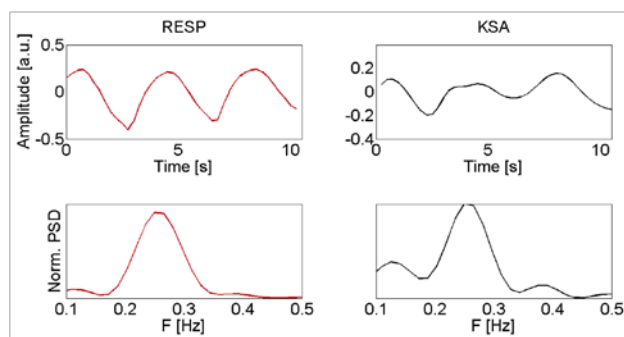 RESP KSA
0.5
0
-0.5
Amplitude [a.u.]
0 5 10
Time [s]
0.2
0
-0.2
-0.4
0 5 10
Time [s]
Norm. PSD
0.1 0.2 0.3 0.4 0.5
F [Hz]
0.1 0.2 0.3 0.4 0.5
F [Hz]